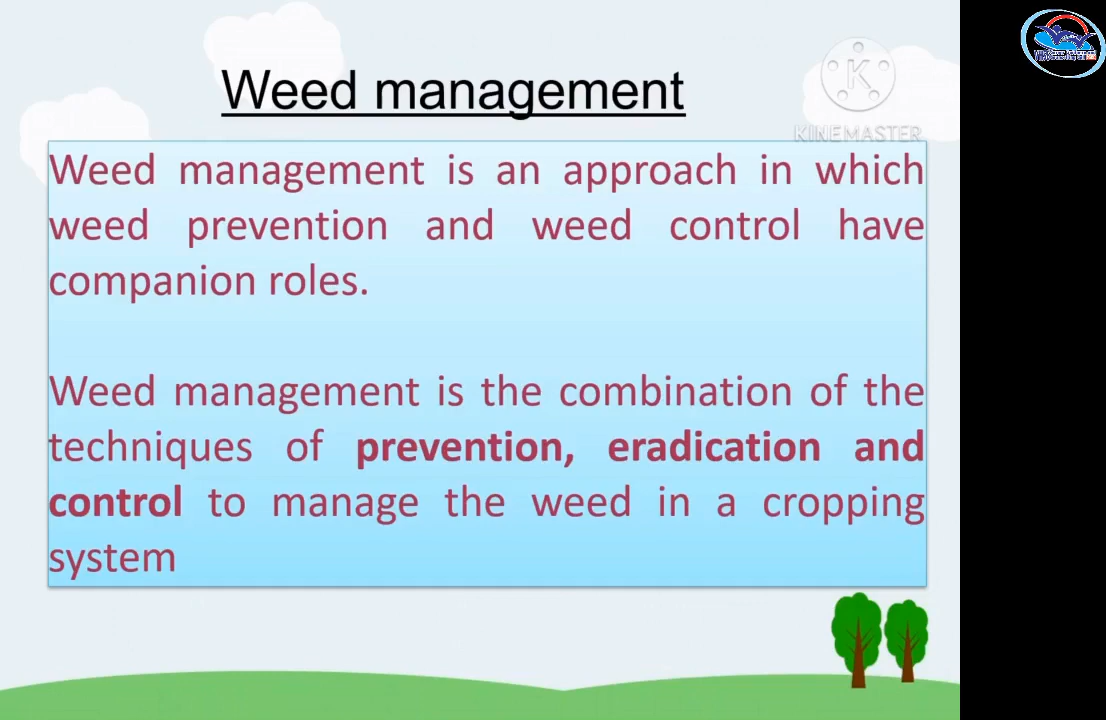 Weed management
KINEMASTER
Weed management is an approach in which
weed prevention and weed control have
companion roles.
Weed management is the combination of the
techniques of prevention, eradication and
control to manage the weed in a cropping
system